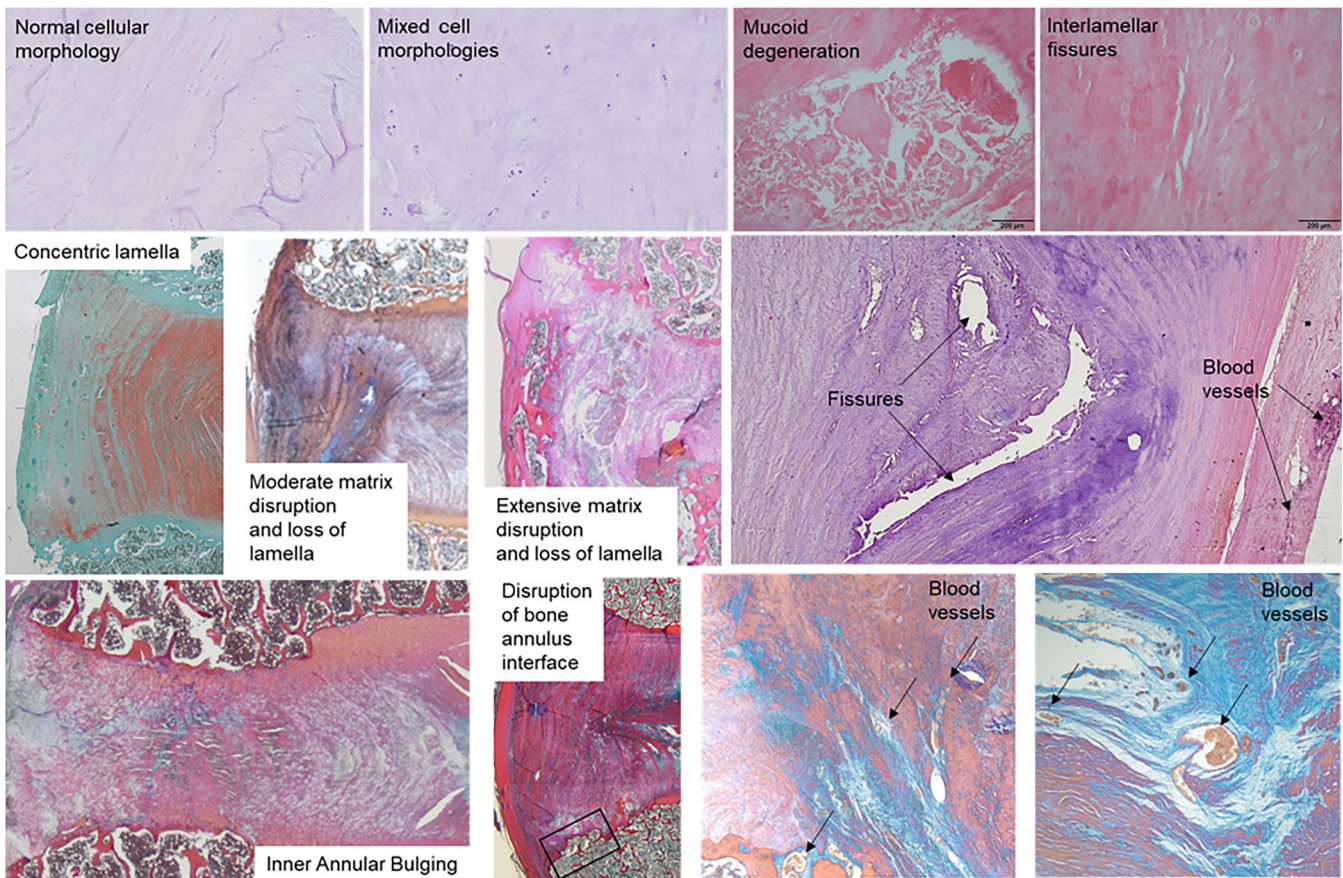 Normal cellular
morphology
Mixed cell
morphologies
Mucoid
degeneration
200 µm
Interlamellar
fissures
200 µm
Concentric lamella
Moderate matrix
disruption
and loss of
lamella
Extensive matrix
disruption
and loss of lamella
Fissures
Blood
vessels
Inner Annular Bulging
Disruption
of bone
annulus
interface
Blood
vessels
Blood
vessels